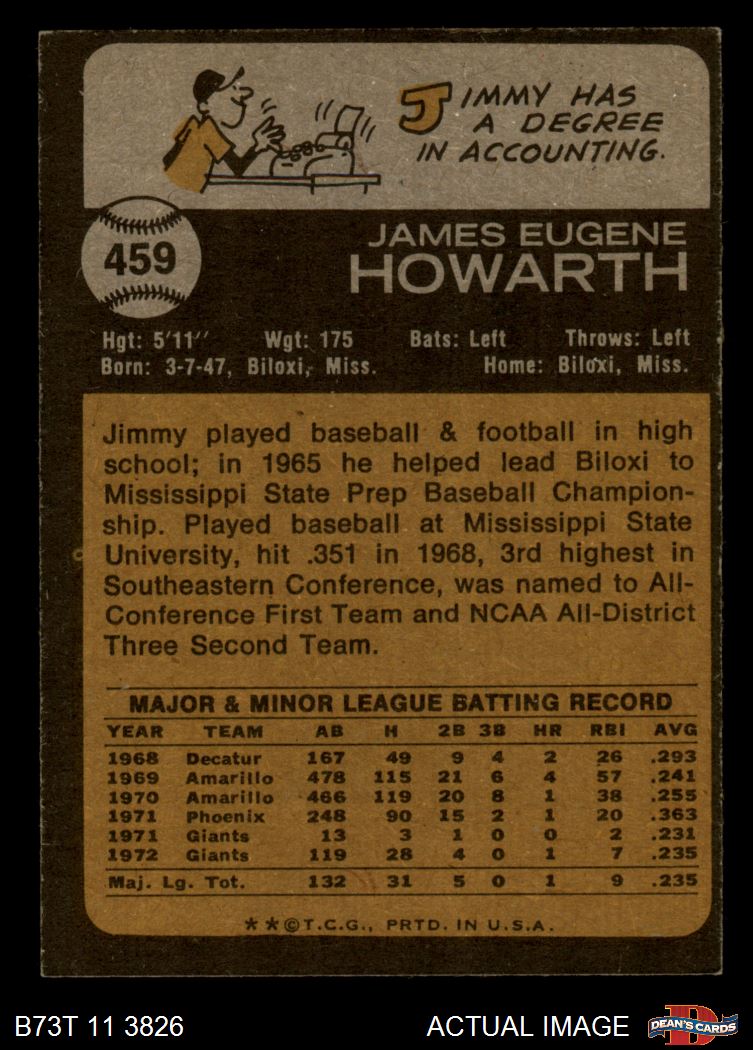 JIMMY HAS
A DEGREE
IN ACCOUNTING.
459
JAMES EUGENE
HOWARTH
Hgt: 5'11" Wgt: 175 Bats: Left Throws: Left
Born: 3-7-47, Biloxi, Miss. Home: Biloxi, Miss.
Jimmy played baseball & football in high
school; in 1965 he helped lead Biloxi to
Mississippi State Prep Baseball Champion-
ship. Played baseball at Mississippi State
University, hit .351 in 1968, 3rd highest in
Southeastern Conference, was named to All-
Conference First Team and NCAA All-District
Three Second Team.
MAJOR & MINOR LEAGUE BATTING RECORD
YEAR TEAM AB H 2B 3B HR RBI AVG
1968 Decatur 167 49 9 4 2 26 .293
1969 Amarillo 478 115 21 6 4 57 .241
1970 Amarillo 466 119 20 8 1 38 .255
1971 Phoenix 248 90 15 2 1 20 .363
1971 Giants 13 3 1 0 0 2 .231
1972 Giants 119 28 4 0 1 7 .235
Maj. Lg. Tot. 132 31 5 0 1 9 .235
**©T.C.G., PRTD. IN U.S.A.
B73T 11 3826 ACTUAL IMAGE
D
DEAN'S CARDS